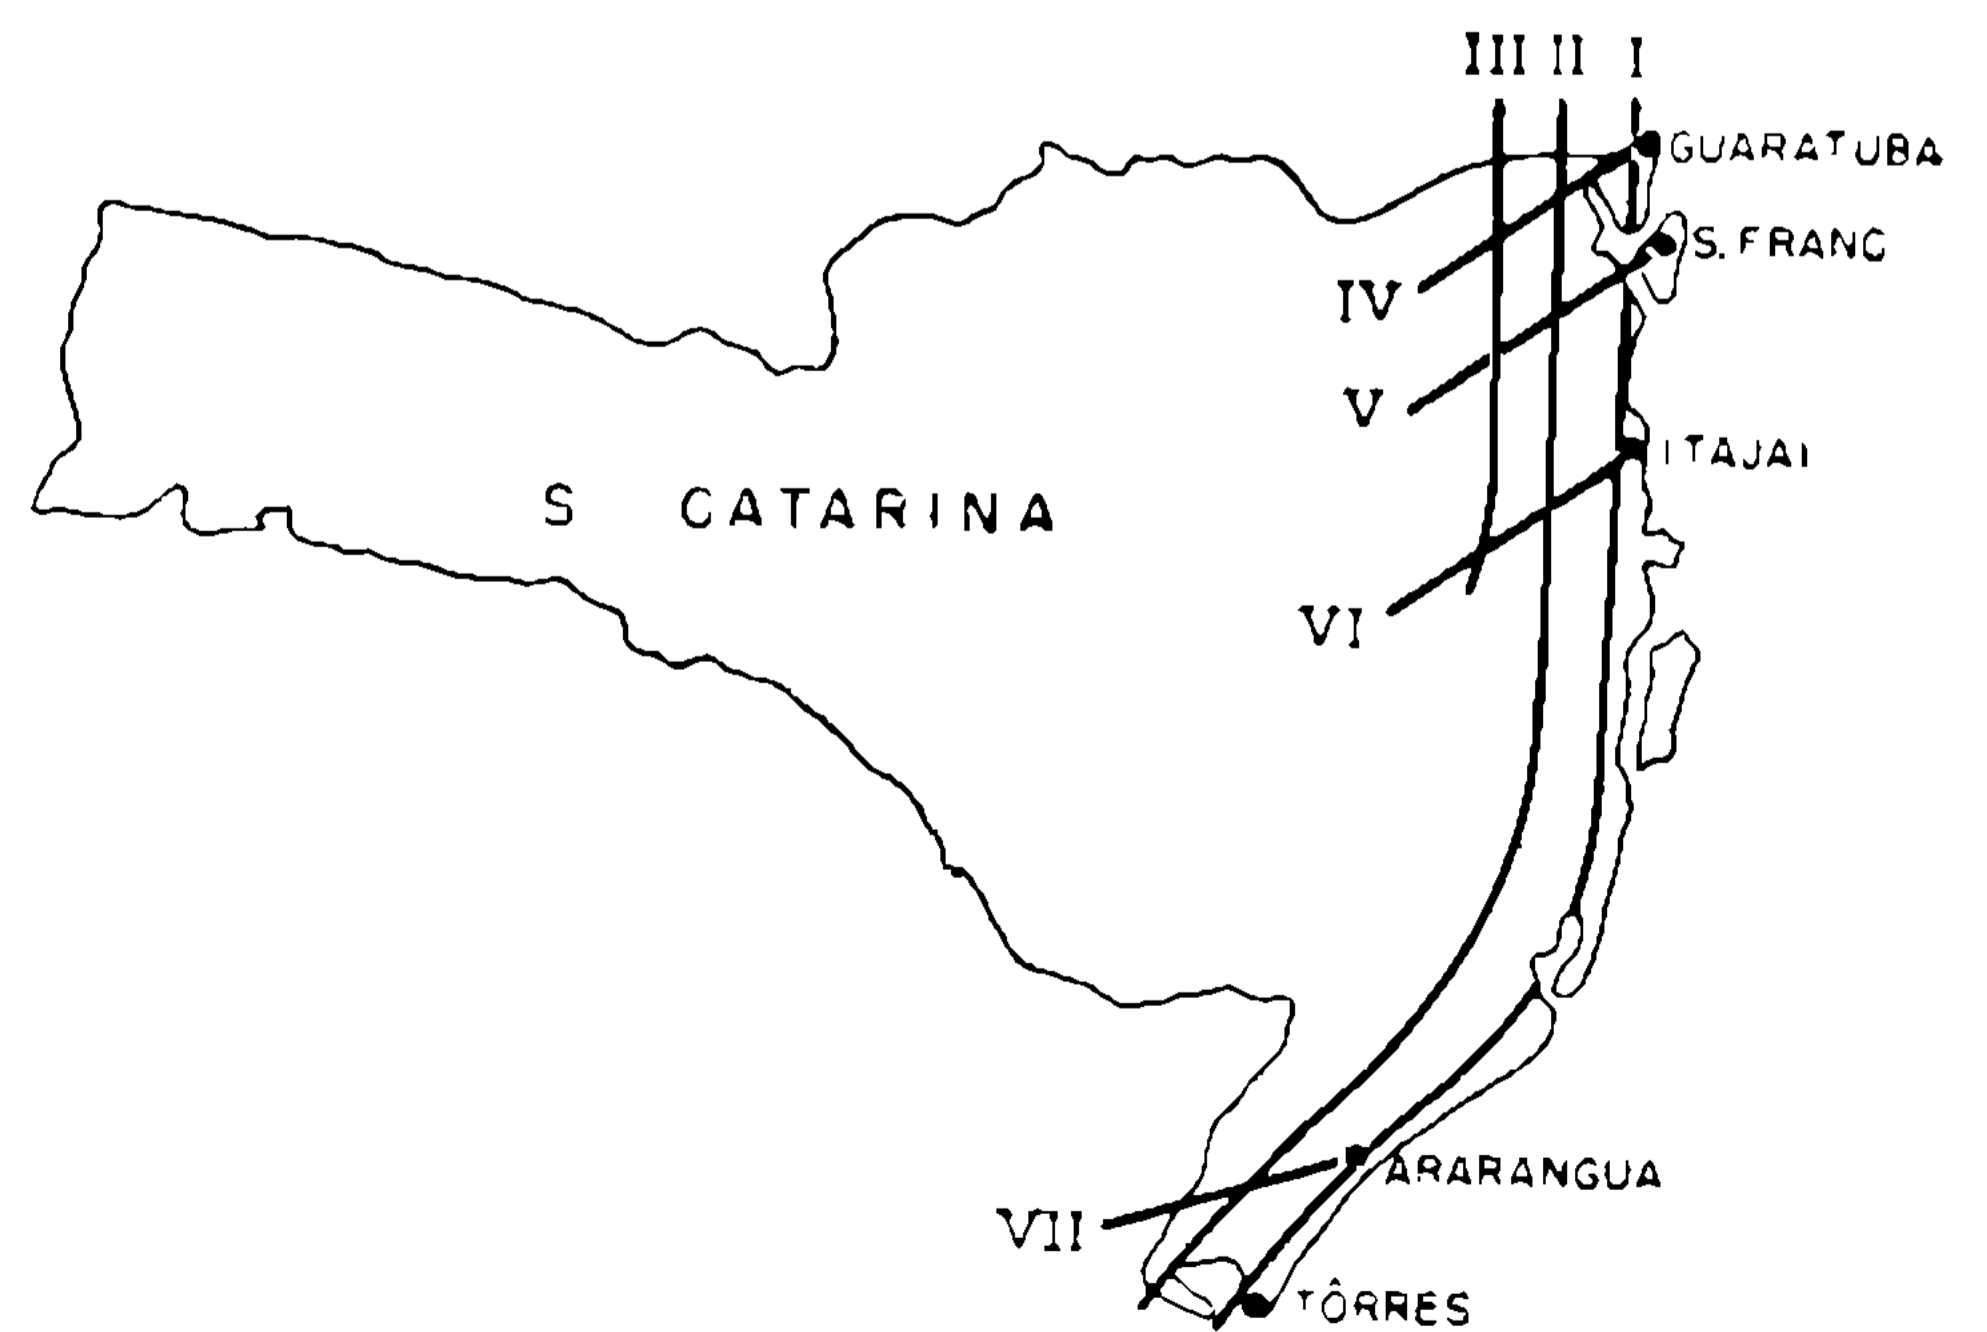 III II I
GUARATUBA
S. FRANC
IV
V
ITAJAI
S CATARINA
VI
ARARANGUA
VII
TÔRRES